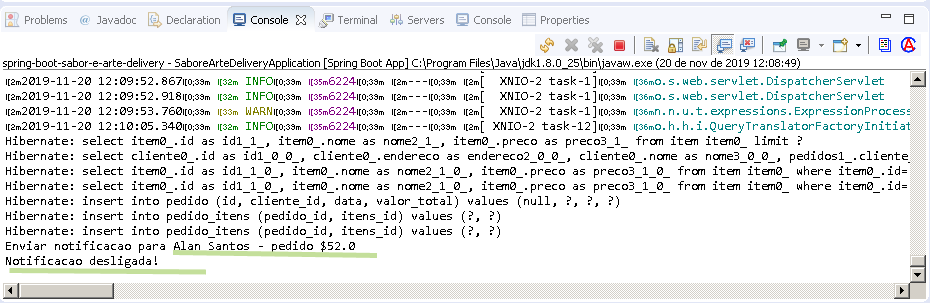 Problems @ Javadoc Declaration Console Terminal Servers Console Properties
spring-boot-sabor-e-arte-delivery - SaboreArteDeliveryApplication [Spring Boot App] C:\Program Files\Java\jdk1.8.0_25\bin\javaw.exe (20 de nov de 2019 12:08:49)
[2m2019-11-20 12:09:52.867[0;39m [32m INFO[0;39m [35m6224[0;39m [2m---[0;39m [2m[  XNIO-2 task-1][0;39m [36mo.s.web.servlet.DispatcherServlet
[2m2019-11-20 12:09:52.918[0;39m [32m INFO[0;39m [35m6224[0;39m [2m---[0;39m [2m[  XNIO-2 task-1][0;39m [36mo.s.web.servlet.DispatcherServlet
[2m2019-11-20 12:09:53.760[0;39m [33m WARN[0;39m [35m6224[0;39m [2m---[0;39m [2m[  XNIO-2 task-1][0;39m [36mn.n.u.t.expressions.ExpressionProcess
[2m2019-11-20 12:10:05.340[0;39m [32m INFO[0;39m [35m6224[0;39m [2m---[0;39m [2m[ XNIO-2 task-12][0;39m [36mo.h.h.i.QueryTranslatorFactoryInitiat
Hibernate: select item0_.id as id1_1_, item0_.nome as nome2_1_, item0_.preco as preco3_1_ from item item0_ limit ?
Hibernate: select cliente0_.id as id1_0_0_, cliente0_.endereco as endereco2_0_0_, cliente0_.nome as nome3_0_0_, pedidos1_.cliente_
Hibernate: select item0_.id as id1_1_0_, item0_.nome as nome2_1_0_, item0_.preco as preco3_1_0_ from item item0_ where item0_.id=
Hibernate: select item0_.id as id1_1_0_, item0_.nome as nome2_1_0_, item0_.preco as preco3_1_0_ from item item0_ where item0_.id=
Hibernate: insert into pedido (id, cliente_id, data, valor_total) values (null, ?, ?, ?)
Hibernate: insert into pedido_itens (pedido_id, itens_id) values (?, ?)
Hibernate: insert into pedido_itens (pedido_id, itens_id) values (?, ?)
Enviar notificacao para Alan Santos - pedido $52.0
Notificacao desligada!